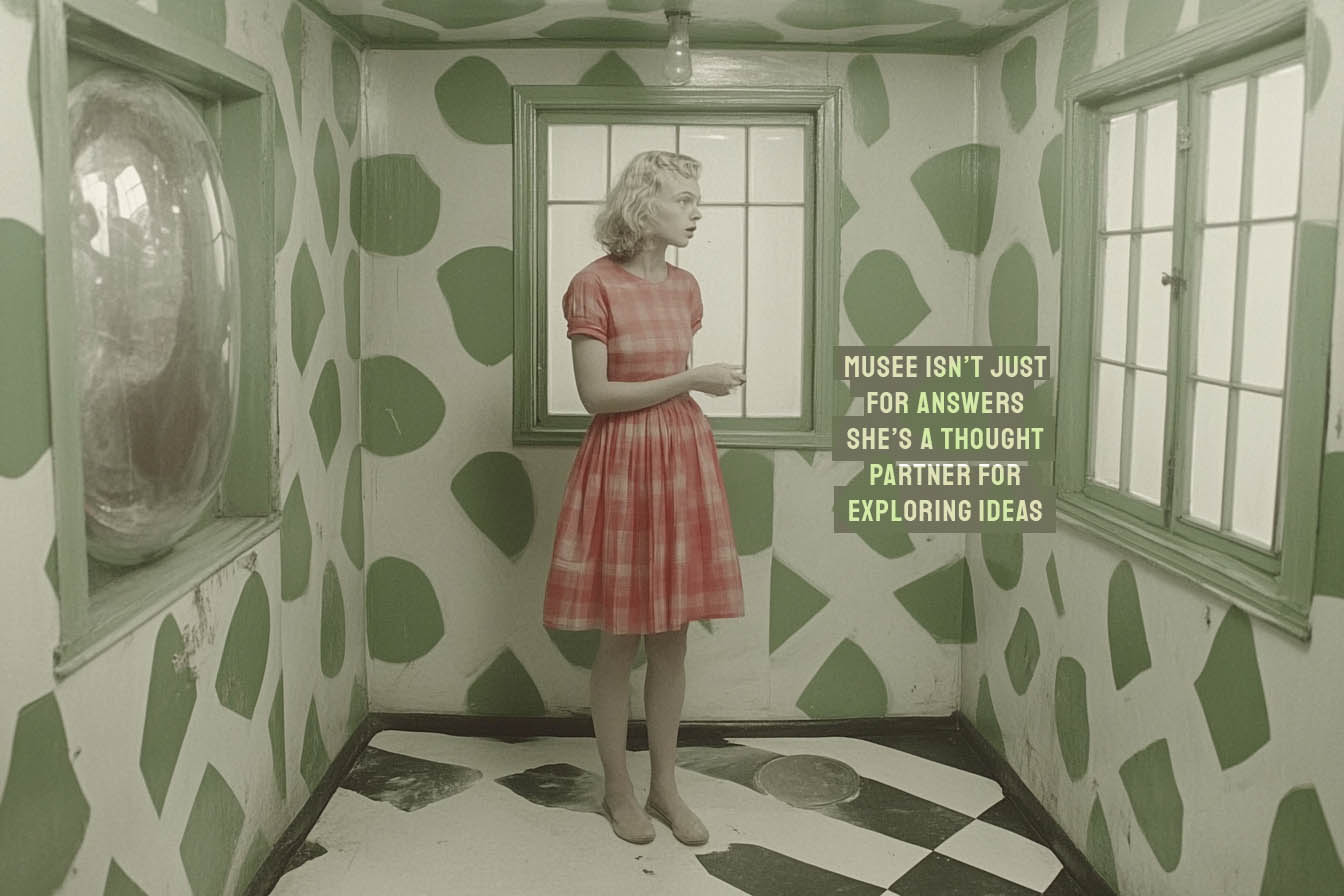 MUSEE ISN'T JUST
FOR ANSWERS
SHE'S A THOUGHT
PARTNER FOR
EXPLORING IDEAS